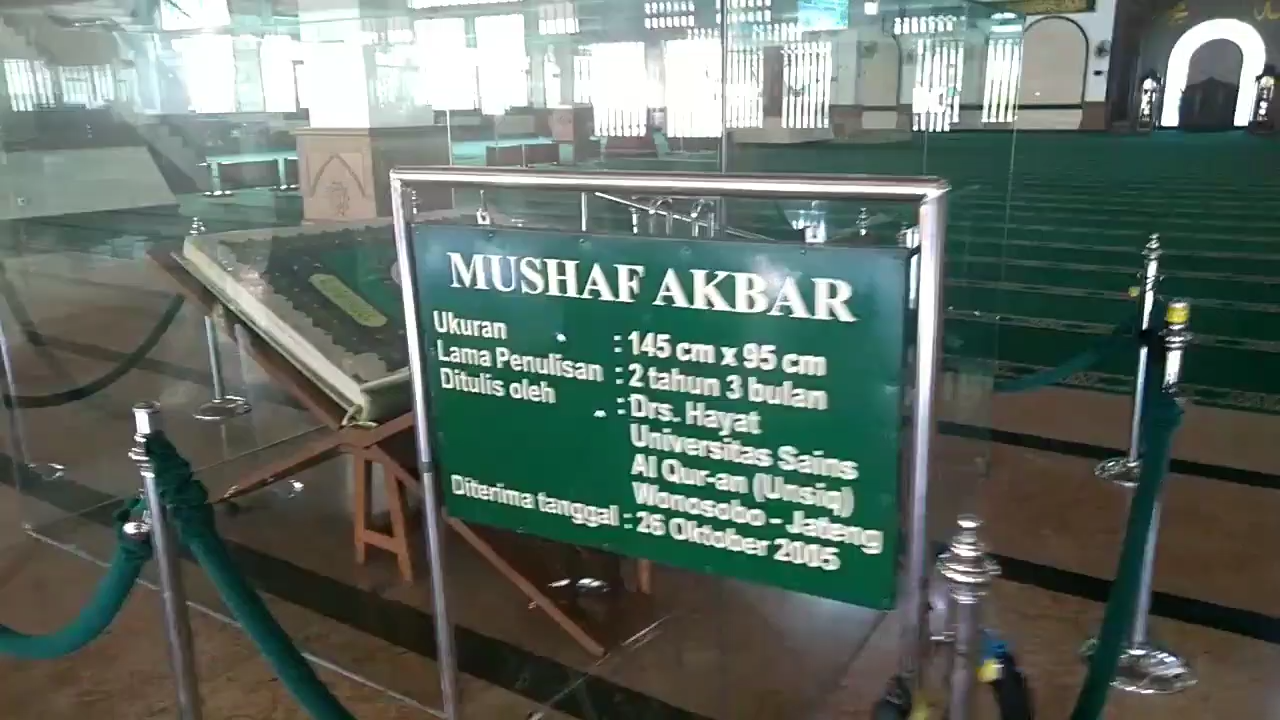 MUSHAF AKBAR
Ukuran : 145 cm x 95 cm
Lama Penulisan : 2 tahun 3 bulan
Ditulis oleh : Drs. Hayat
Universitas Sains
Al Qur-an (Unsiq)
Wonosobo - Jateng
Diterima tanggal : 26 Oktober 2005